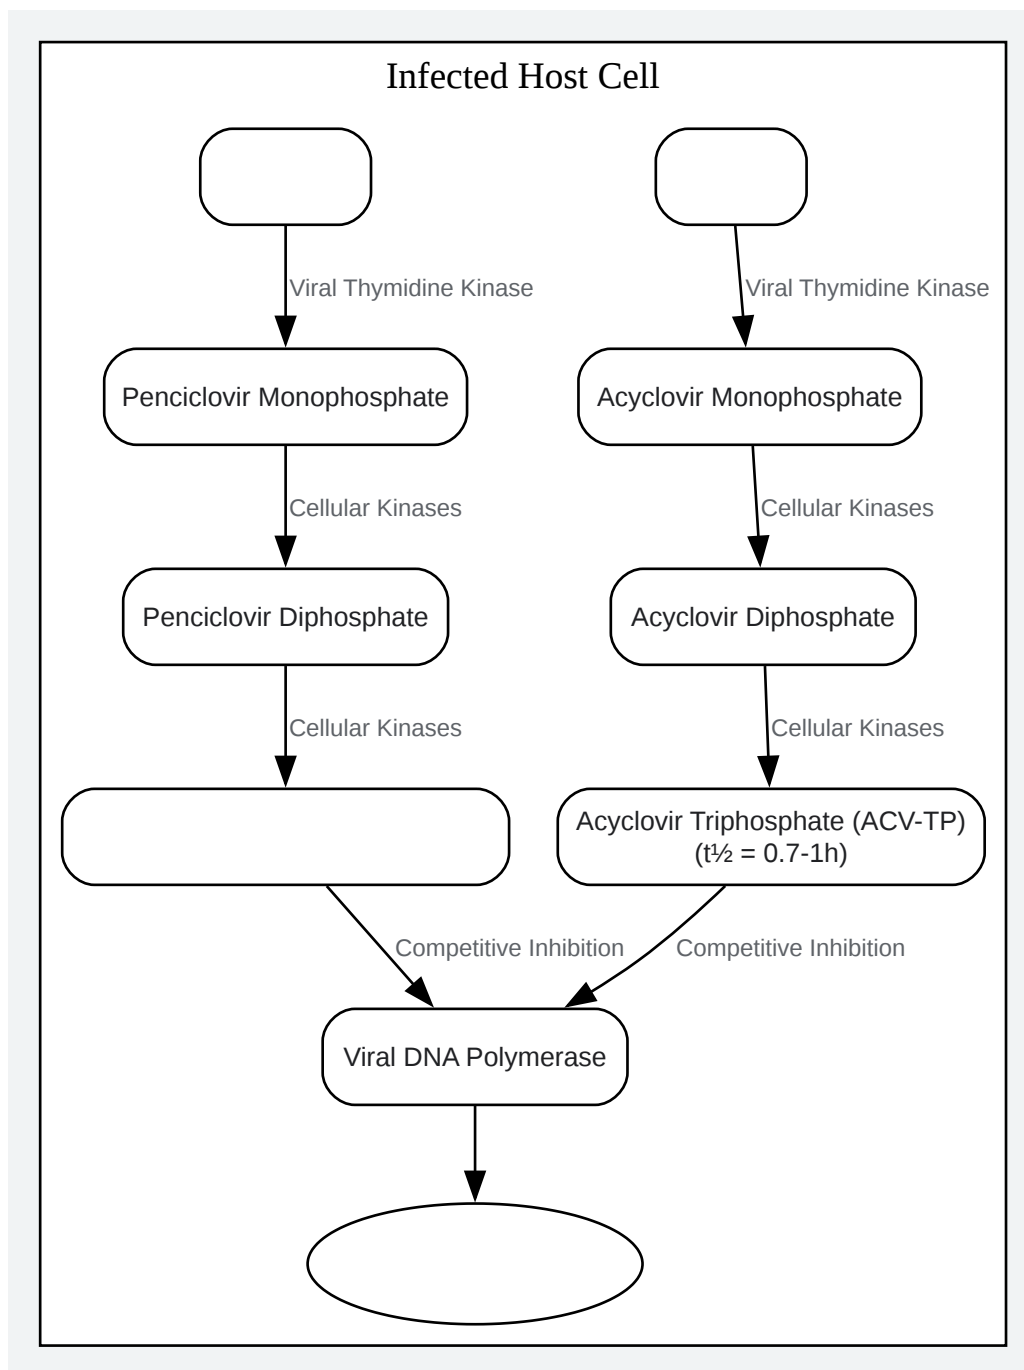 Infected Host Cell
Viral Thymidine Kinase
Viral Thymidine Kinase
Penciclovir Monophosphate
Acyclovir Monophosphate
Cellular Kinases
Cellular Kinases
Penciclovir Diphosphate
Acyclovir Diphosphate
Cellular Kinases
Cellular Kinases
Acyclovir Triphosphate (ACV-TP)
(t½ = 0.7-1h)
Competitive Inhibition
Competitive Inhibition
Viral DNA Polymerase